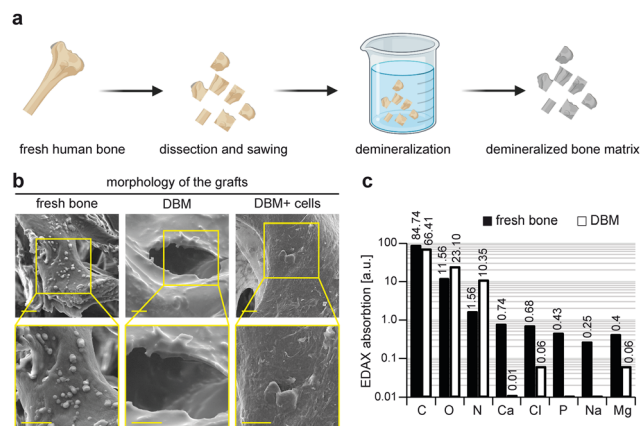 a
fresh human bone
dissection and sawing
demineralization
demineralized bone matrix
b
morphology of the grafts
fresh bone
DBM
DBM+ cells
c
fresh bone
DBM
EDAX absorbtion [a.u.]
100
10
1.0
0.1
0.01
84.74
66.41
11.56
23.10
1.56
10.35
0.74
0.01
0.68
0.06
0.43
0.25
0.4
0.06
C O N Ca Cl P Na Mg